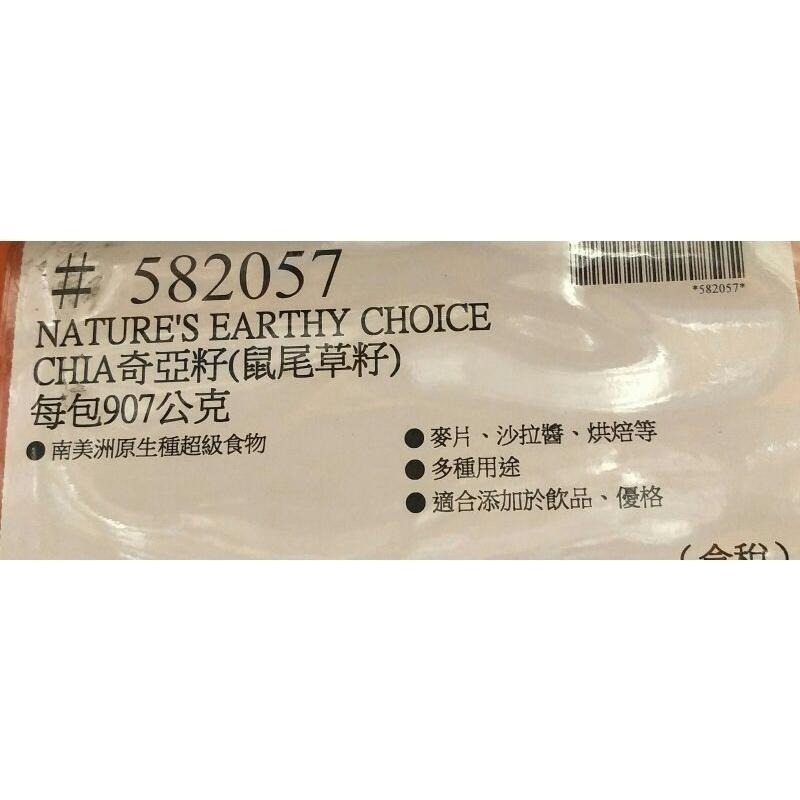 # 582057
*582057*
NATURE'S EARTHY CHOICE
CHIA奇亞籽(鼠尾草籽)
每包907公克
● 南美洲原生種超級食物
● 麥片、沙拉醬、烘焙等
● 多種用途
● 適合添加於飲品、優格
(含稅)